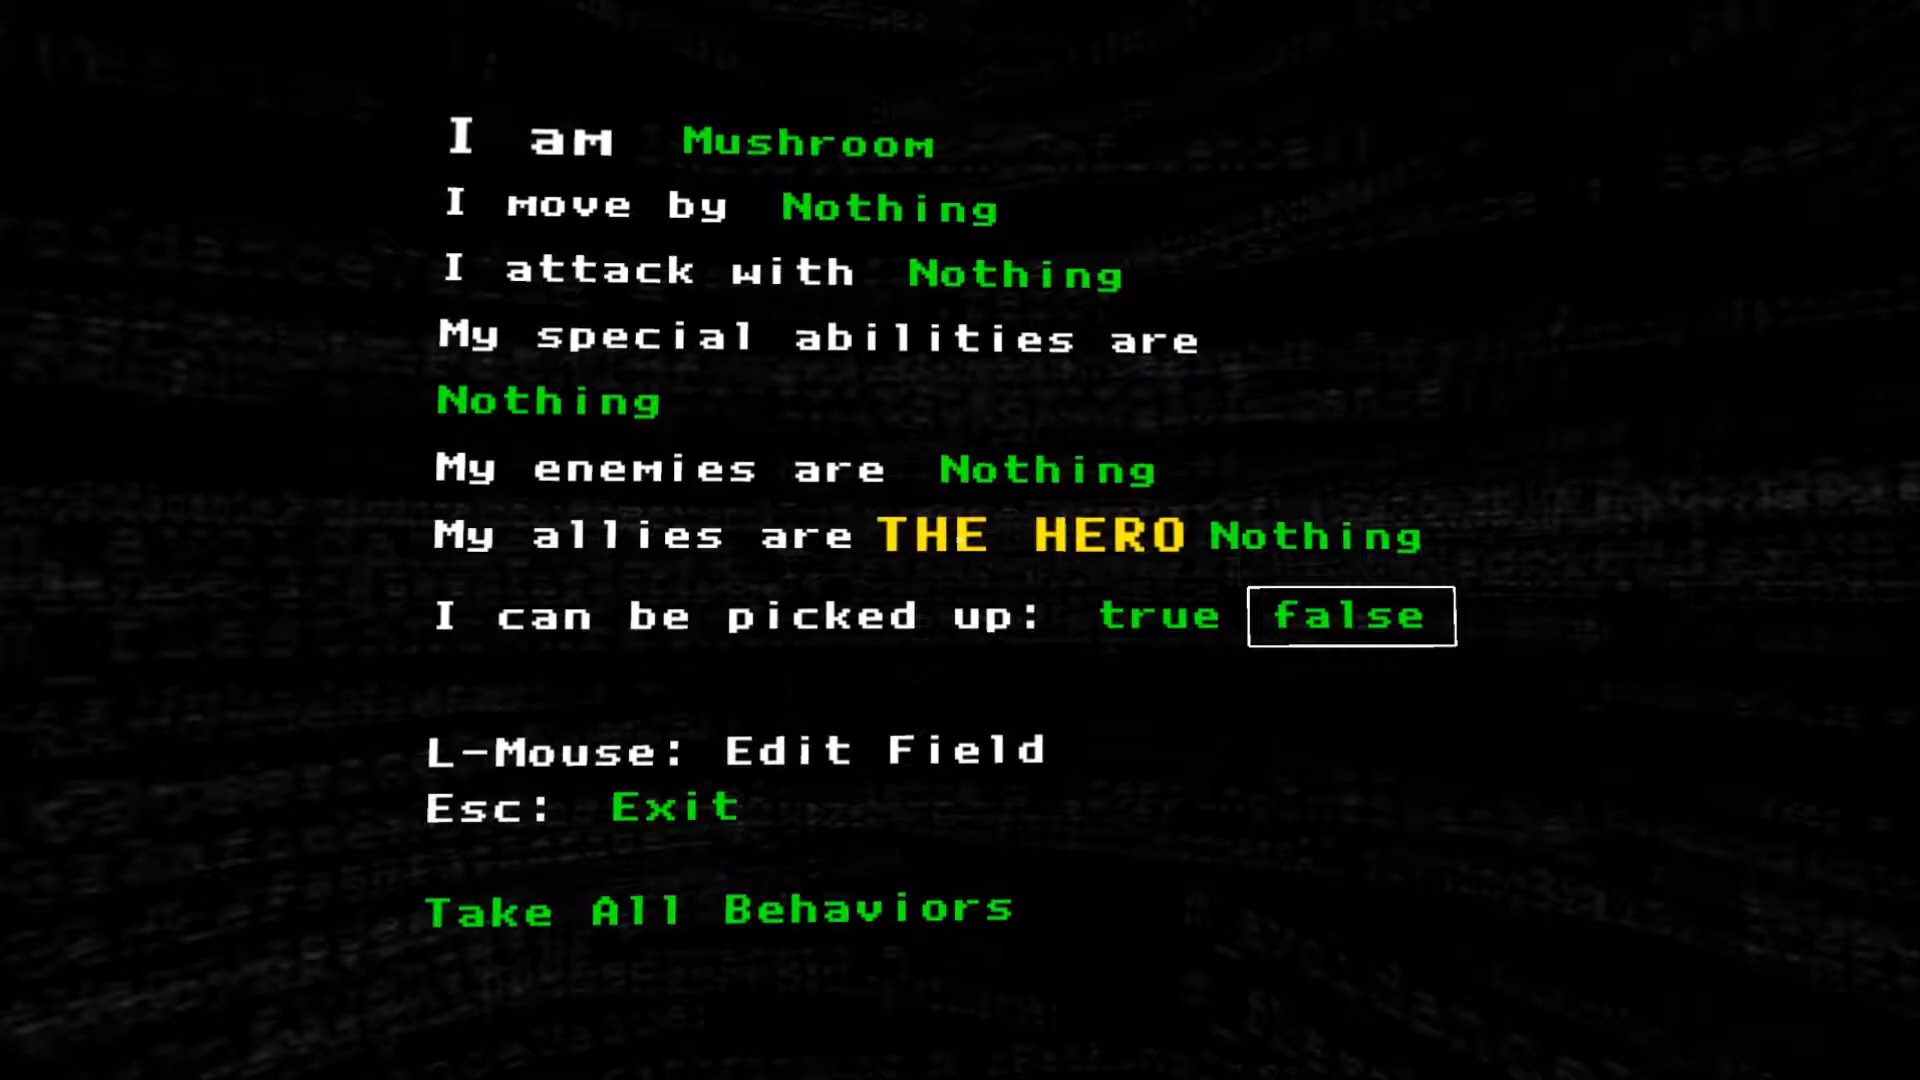 I am Mushroom
I move by Nothing
I attack with Nothing
My special abilities are
Nothing
My enemies are Nothing
My allies are THE HERO Nothing
I can be picked up: true false
L-Mouse: Edit Field
Esc: Exit
Take All Behaviors